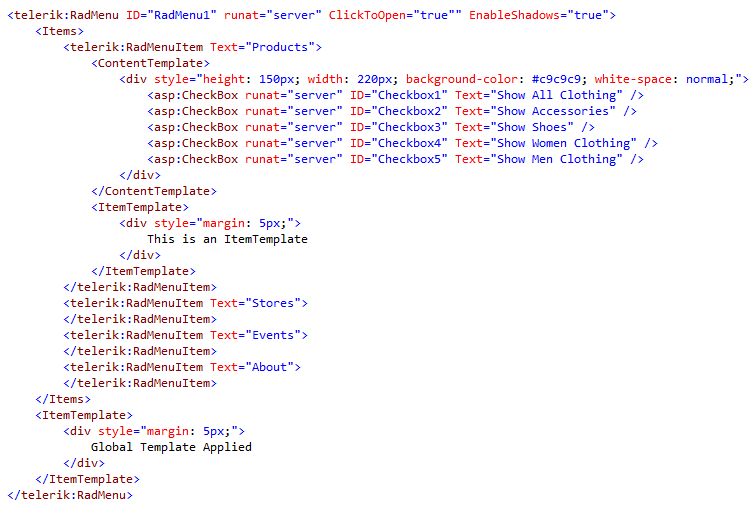 <telerik:RadMenu ID="RadMenu1" runat="server" ClickToOpen="true"" EnableShadows="true">
    <Items>
        <telerik:RadMenuItem Text="Products">
            <ContentTemplate>
                <div style="height: 150px; width: 220px; background-color: #c9c9c9; white-space: normal;">
                    <asp:CheckBox runat="server" ID="Checkbox1" Text="Show All Clothing" />
                    <asp:CheckBox runat="server" ID="Checkbox2" Text="Show Accessories" />
                    <asp:CheckBox runat="server" ID="Checkbox3" Text="Show Shoes" />
                    <asp:CheckBox runat="server" ID="Checkbox4" Text="Show Women Clothing" />
                    <asp:CheckBox runat="server" ID="Checkbox5" Text="Show Men Clothing" />
                </div>
            </ContentTemplate>
            <ItemTemplate>
                <div style="margin: 5px;">
                    This is an ItemTemplate
                </div>
            </ItemTemplate>
        </telerik:RadMenuItem>
        <telerik:RadMenuItem Text="Stores">
        </telerik:RadMenuItem>
        <telerik:RadMenuItem Text="Events">
        </telerik:RadMenuItem>
        <telerik:RadMenuItem Text="About">
        </telerik:RadMenuItem>
    </Items>
    <ItemTemplate>
        <div style="margin: 5px;">
            Global Template Applied
        </div>
    </ItemTemplate>
</telerik:RadMenu>